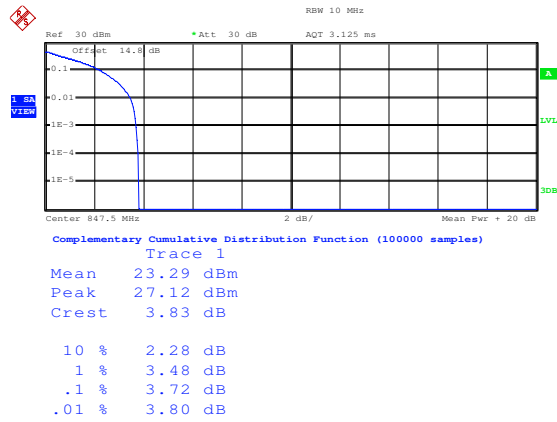 RBW 10 MHz
Ref 30 dBm * Att 30 dB AQT 3.125 ms
Offset 14.8 dB
0.1
A
0.01
1 SA
VIEW
1E-3
LVL
1E-4
1E-5
3DB
Center 847.5 MHz 2 dB/ Mean Pwr + 20 dB
Complementary Cumulative Distribution Function (100000 samples)
Trace 1
Mean 23.29 dBm
Peak 27.12 dBm
Crest 3.83 dB
10 % 2.28 dB
1 % 3.48 dB
.1 % 3.72 dB
.01 % 3.80 dB